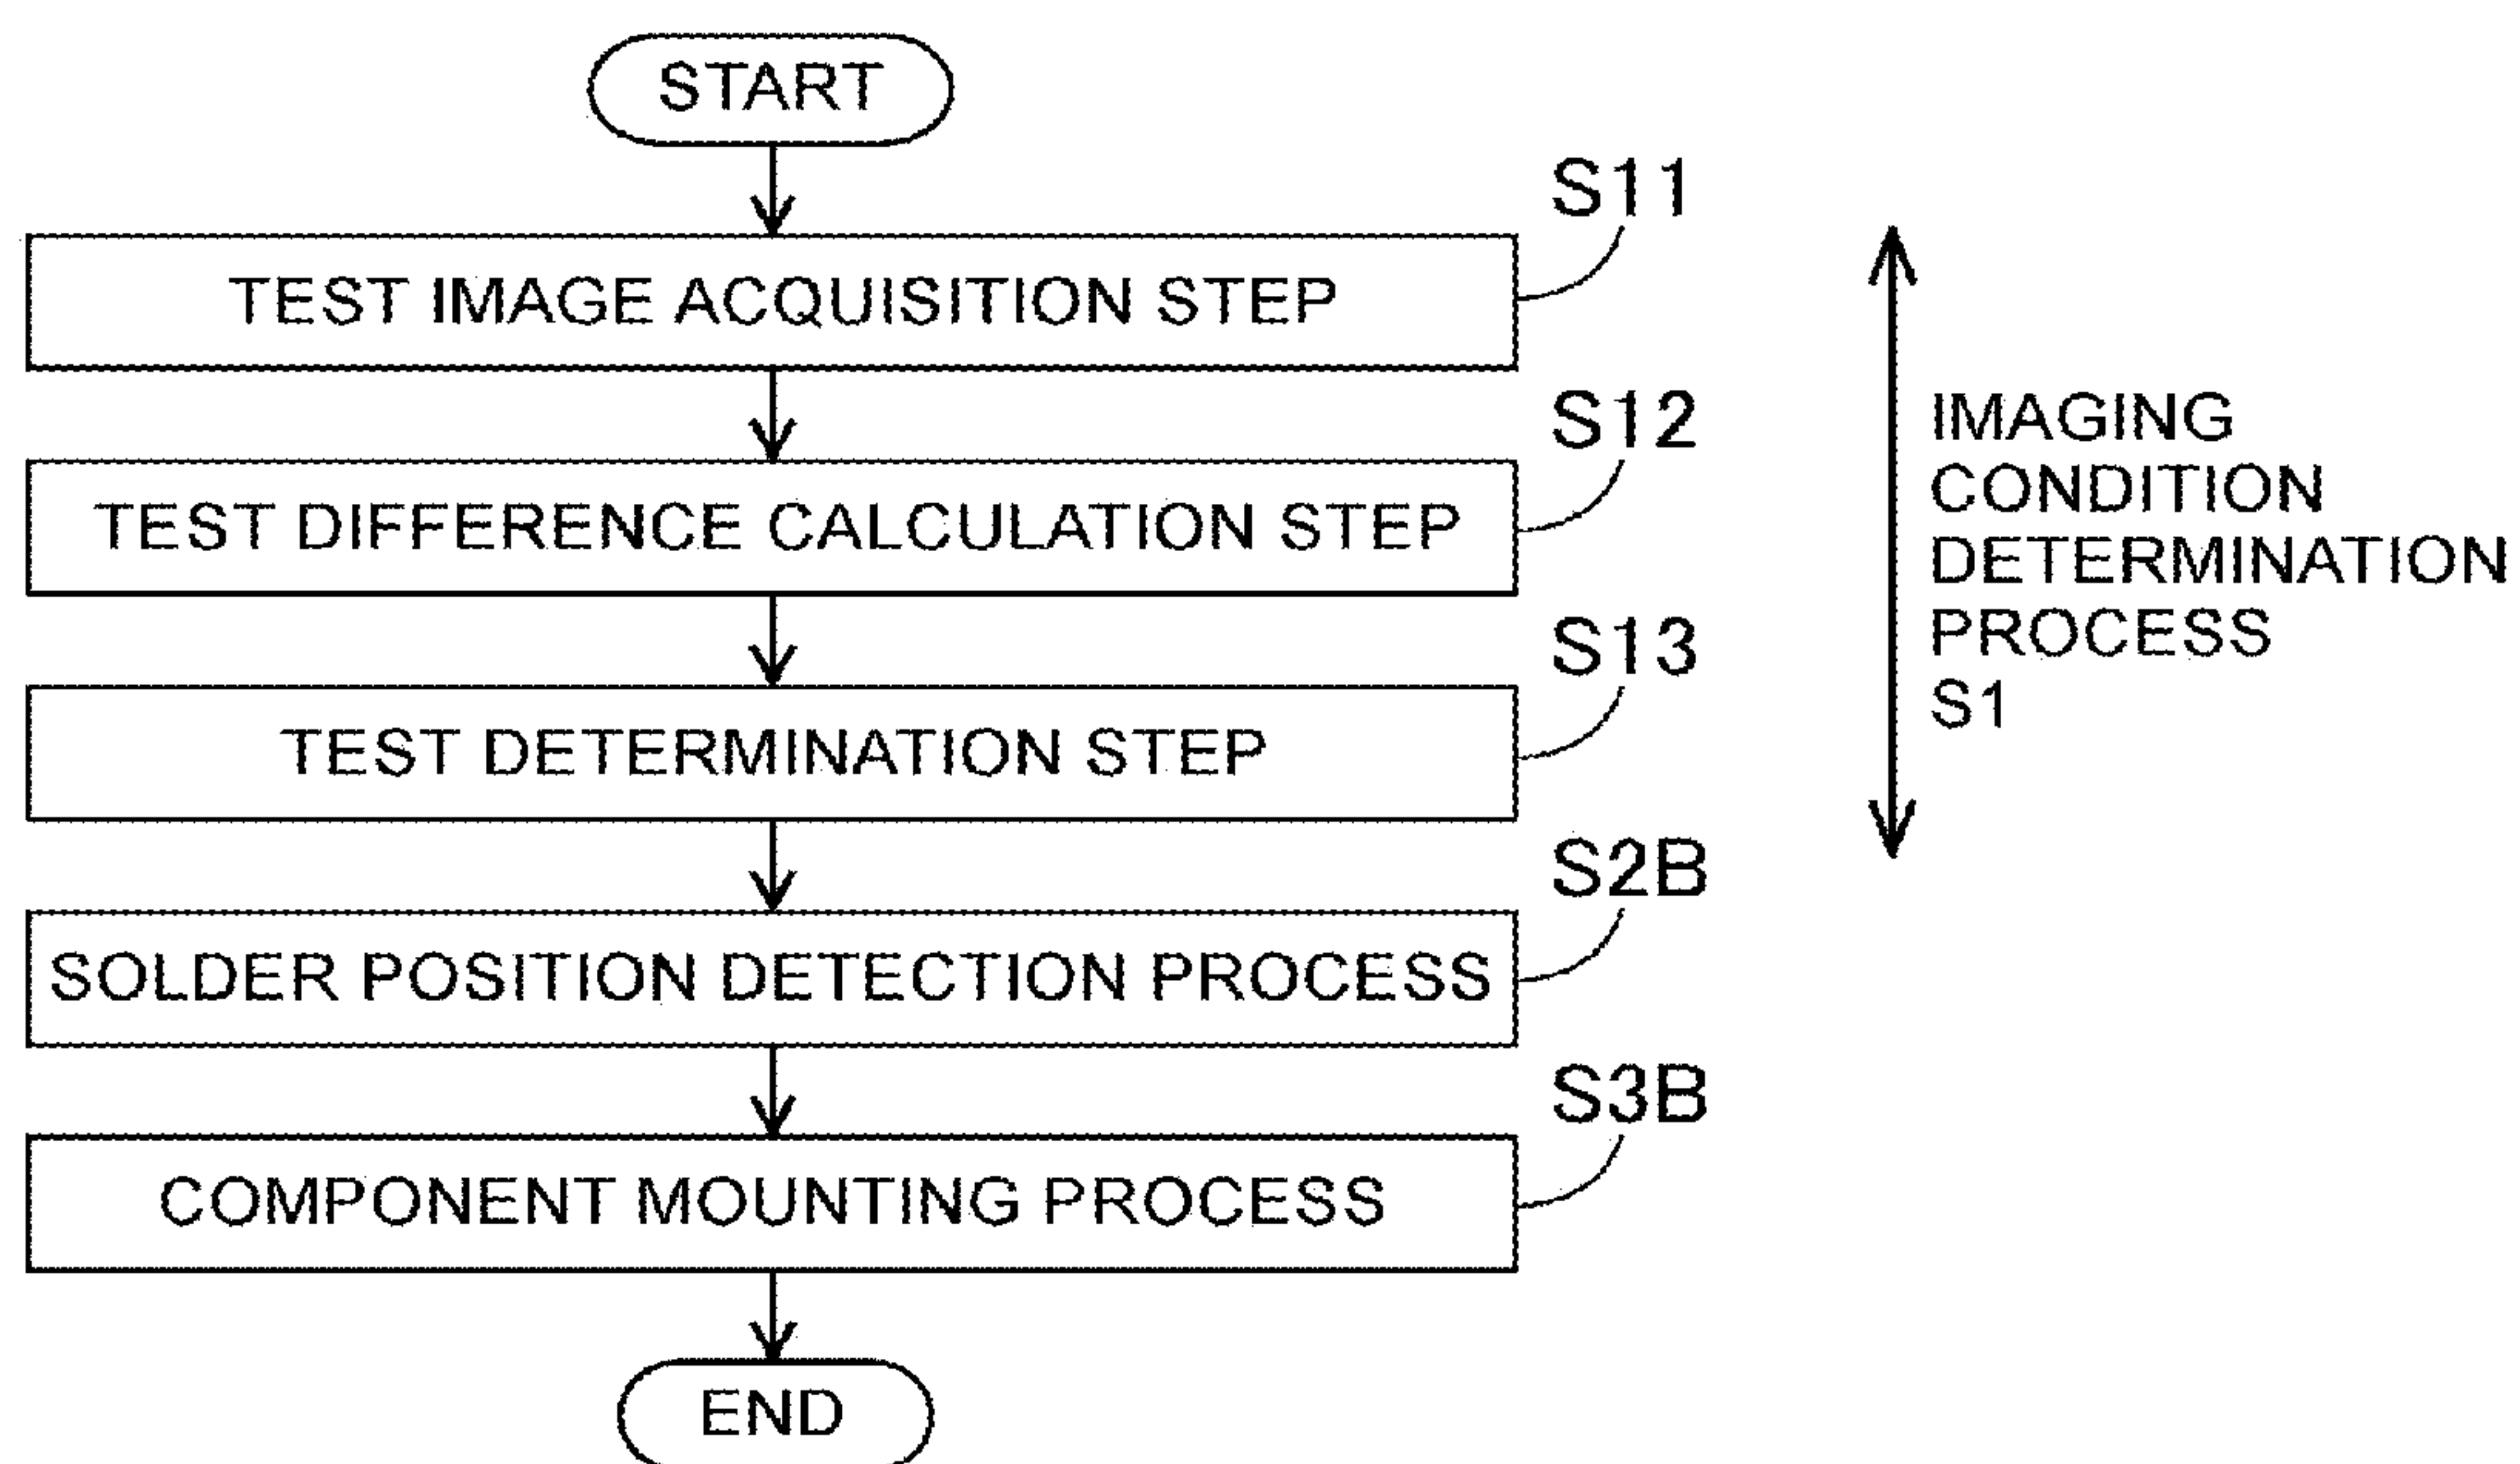 START
S11
TEST IMAGE ACQUISITION STEP
S12
TEST DIFFERENCE CALCULATION STEP
S13
TEST DETERMINATION STEP
IMAGING
CONDITION
DETERMINATION
PROCESS
S1
S2B
SOLDER POSITION DETECTION PROCESS
S3B
COMPONENT MOUNTING PROCESS
END